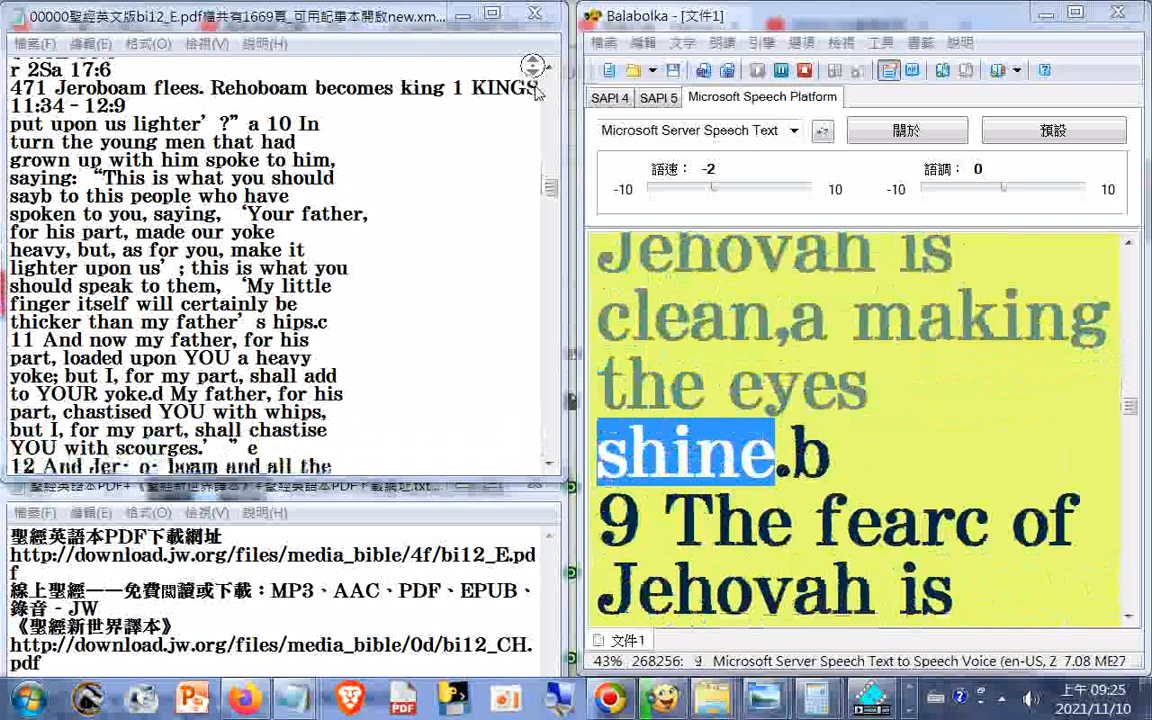 00000聖經英文版bi12_E.pdf檔共有1669頁_可用記事本開啟new.xm...
檔案(F) 編輯(E) 格式(O) 檢視(V) 說明(H)
r 2Sa 17:6
471 Jeroboam flees. Rehoboam becomes king 1 KINGS
11:34－12:9
put upon us lighter’?” a 10 In
turn the young men that had
grown up with him spoke to him,
saying: “This is what you should
sayb to this people who have
spoken to you, saying, ‘Your father,
for his part, made our yoke
heavy, but, as for you, make it
lighter upon us’; this is what you
should speak to them, ‘My little
finger itself will certainly be
thicker than my father’s hips.c
11 And now my father, for his
part, loaded upon YOU a heavy
yoke; but I, for my part, shall add
to YOUR yoke.d My father, for his
part, chastised YOU with whips,
but I, for my part, shall chastise
YOU with scourges.’ ”e
12 And Jer- o- boam and all the
檔案(F) 編輯(E) 格式(O) 檢視(V) 說明(H)
聖經英語本PDF下載網址
http://download.jw.org/files/media_bible/4f/bi12_E.pd
f
線上聖經——免費閱讀或下載：MP3、AAC、PDF、EPUB、
錄音－JW
《聖經新世界譯本》
http://download.jw.org/files/media_bible/0d/bi12_CH.
pdf
Balabolka - [文件1]
檔案 編輯 文字 朗讀 引擎 選項 檢視 工具 書籤 說明
SAPI 4 SAPI 5 Microsoft Speech Platform
Microsoft Server Speech Text 關於 預設
語速： -2 語調： 0
-10 10 -10 10
Jehovah is
clean,a making
the eyes
shine.b
9 The fearc of
Jehovah is
文件1
43% 268256: 9 Microsoft Server Speech Text to Speech Voice (en-US, Z 7.08 ME27
上午 09:25
2021/11/10